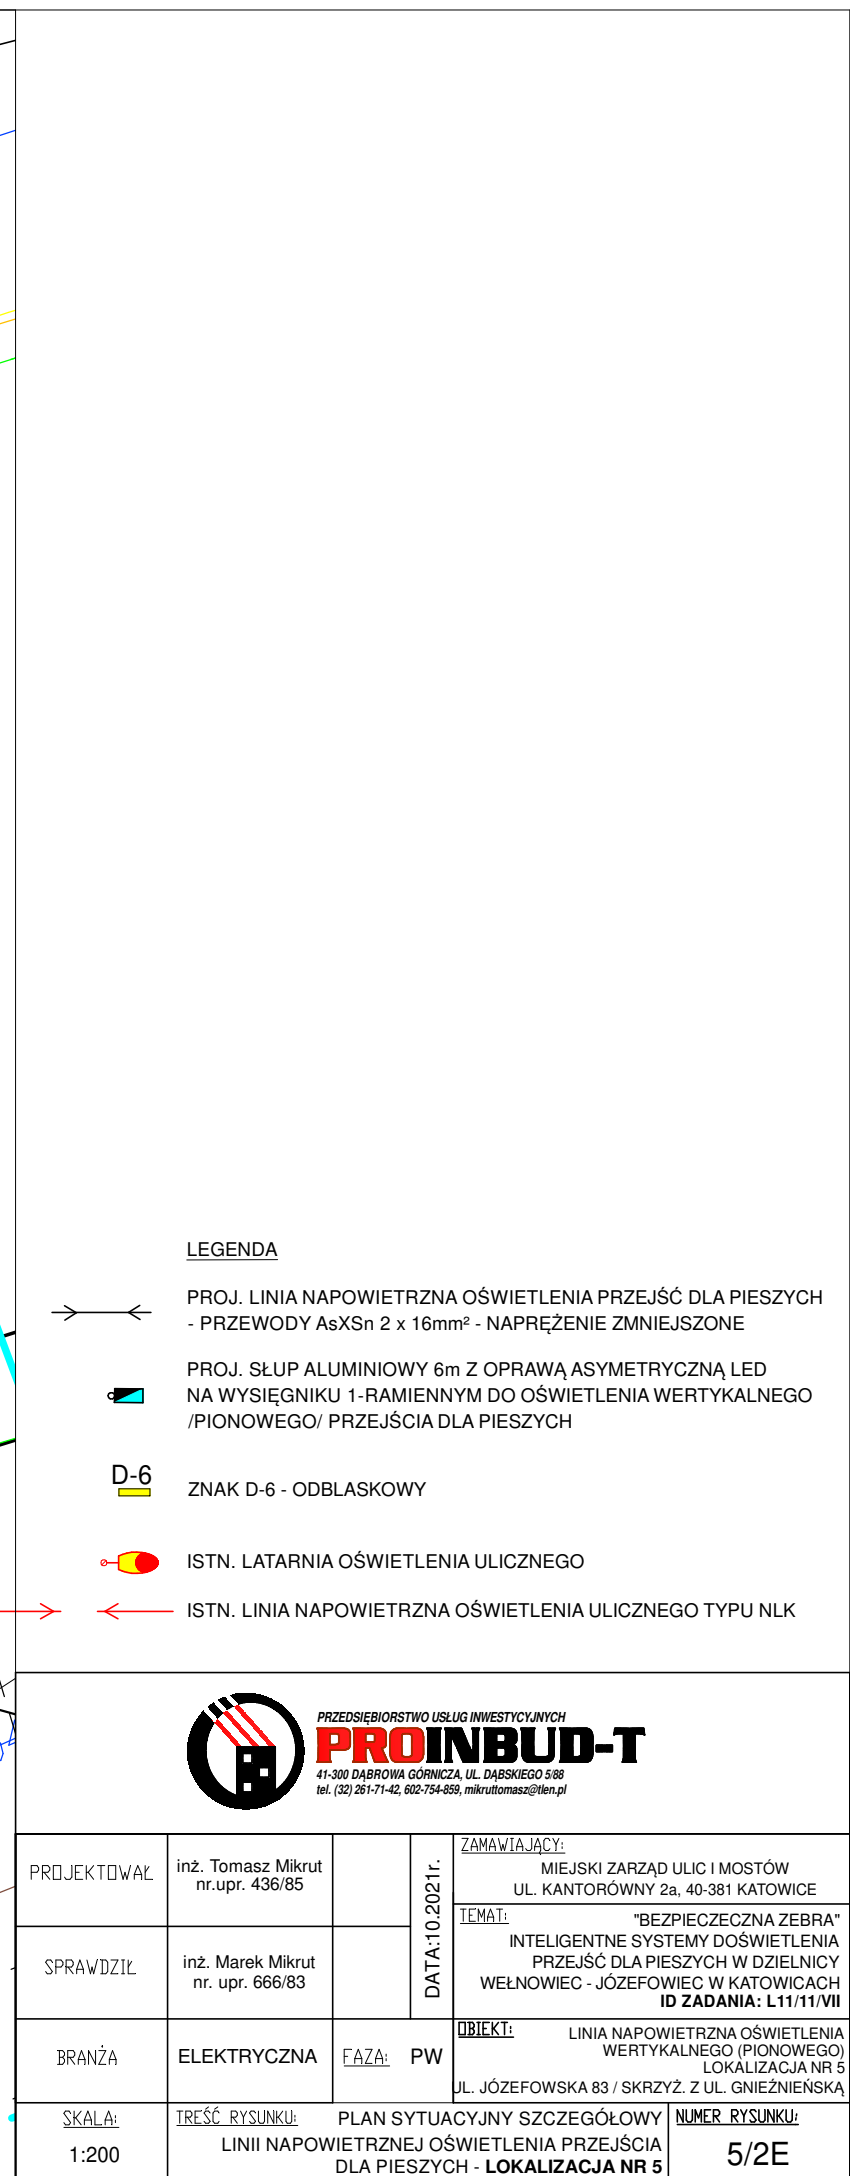 LEGENDA
PROJ. LINIA NAPOWIETRZNA OŚWIETLENIA PRZEJŚĆ DLA PIESZYCH
- PRZEWODY AsXSn 2 x 16mm² - NAPRĘŻENIE ZMNIEJSZONE
PROJ. SŁUP ALUMINIOWY 6m Z OPRAWĄ ASYMETRYCZNĄ LED
NA WYSIĘGNIKU 1-RAMIENNYM DO OŚWIETLENIA WERTYKALNEGO
/PIONOWEGO/ PRZEJŚCIA DLA PIESZYCH
D-6
ZNAK D-6 - ODBLASKOWY
ISTN. LATARNIA OŚWIETLENIA ULICZNEGO
ISTN. LINIA NAPOWIETRZNA OŚWIETLENIA ULICZNEGO TYPU NLK
PRZEDSIĘBIORSTWO USŁUG INWESTYCYJNYCH
PROINBUD-T
41-300 DĄBROWA GÓRNICZA, UL. DĄBSKIEGO 5/88
tel. (32) 261-71-42, 602-754-859, mikruttomasz@tlen.pl
PROJEKTOWAŁ
inż. Tomasz Mikrut
nr.upr. 436/85
SPRAWDZIŁ
inż. Marek Mikrut
nr. upr. 666/83
DATA:10.2021r.
ZAMAWIAJĄCY:
MIEJSKI ZARZĄD ULIC I MOSTÓW
UL. KANTORÓWNY 2a, 40-381 KATOWICE
TEMAT: "BEZPIECZECZNA ZEBRA"
INTELIGENTNE SYSTEMY DOŚWIETLENIA
PRZEJŚĆ DLA PIESZYCH W DZIELNICY
WEŁNOWIEC - JÓZEFOWIEC W KATOWICACH
ID ZADANIA: L11/11/VII
BRANŻA
ELEKTRYCZNA
FAZA: PW
OBIEKT: LINIA NAPOWIETRZNA OŚWIETLENIA
WERTYKALNEGO (PIONOWEGO)
LOKALIZACJA NR 5
UL. JÓZEFOWSKA 83 / SKRZYŻ. Z UL. GNIEŹNIEŃSKĄ
SKALA:
1:200
TREŚĆ RYSUNKU: PLAN SYTUACYJNY SZCZEGÓŁOWY
LINII NAPOWIETRZNEJ OŚWIETLENIA PRZEJŚCIA
DLA PIESZYCH - LOKALIZACJA NR 5
NUMER RYSUNKU:
5/2E